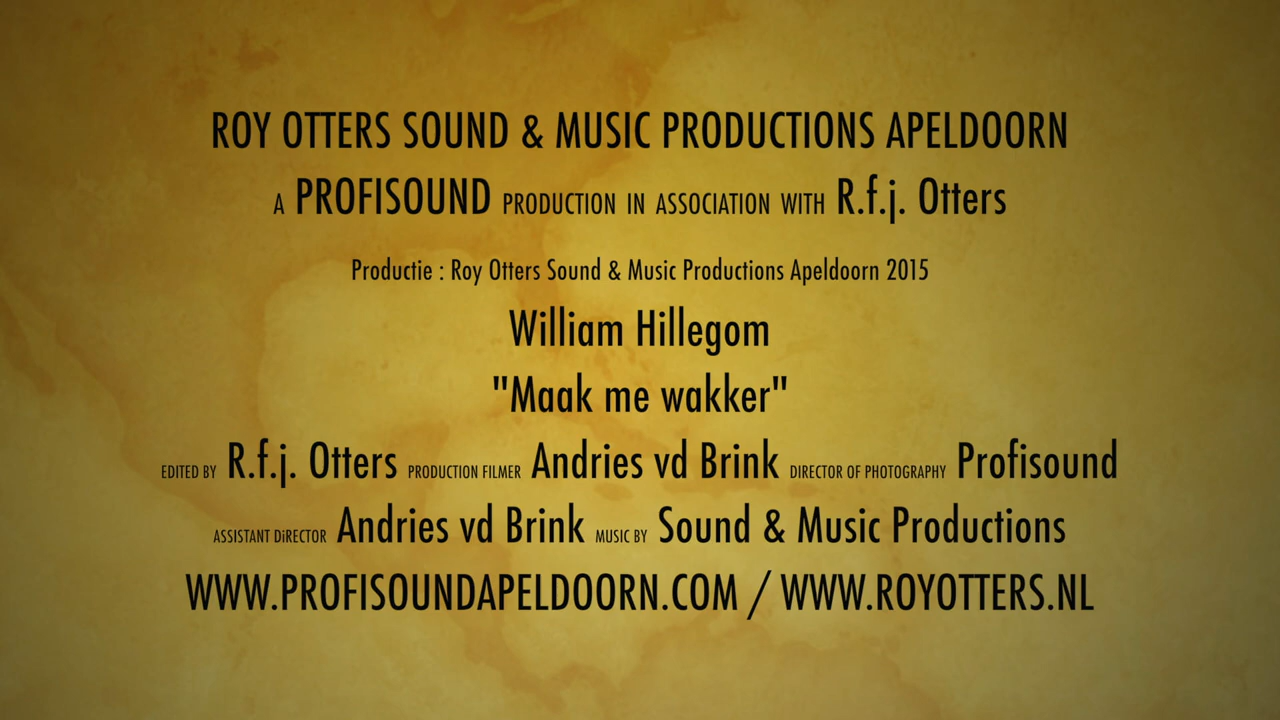 ROY OTTERS SOUND & MUSIC PRODUCTIONS APELDOORN
A PROFISOUND PRODUCTION IN ASSOCIATION WITH R.f.j. Otters
Productie : Roy Otters Sound & Music Productions Apeldoorn 2015
William Hillegom
"Maak me wakker"
EDITED BY R.f.j. Otters PRODUCTION FILMER Andries vd Brink DIRECTOR OF PHOTOGRAPHY Profisound
ASSISTANT DiRECTOR Andries vd Brink MUSIC BY Sound & Music Productions
WWW.PROFISOUNDAPELDOORN.COM / WWW.ROYOTTERS.NL